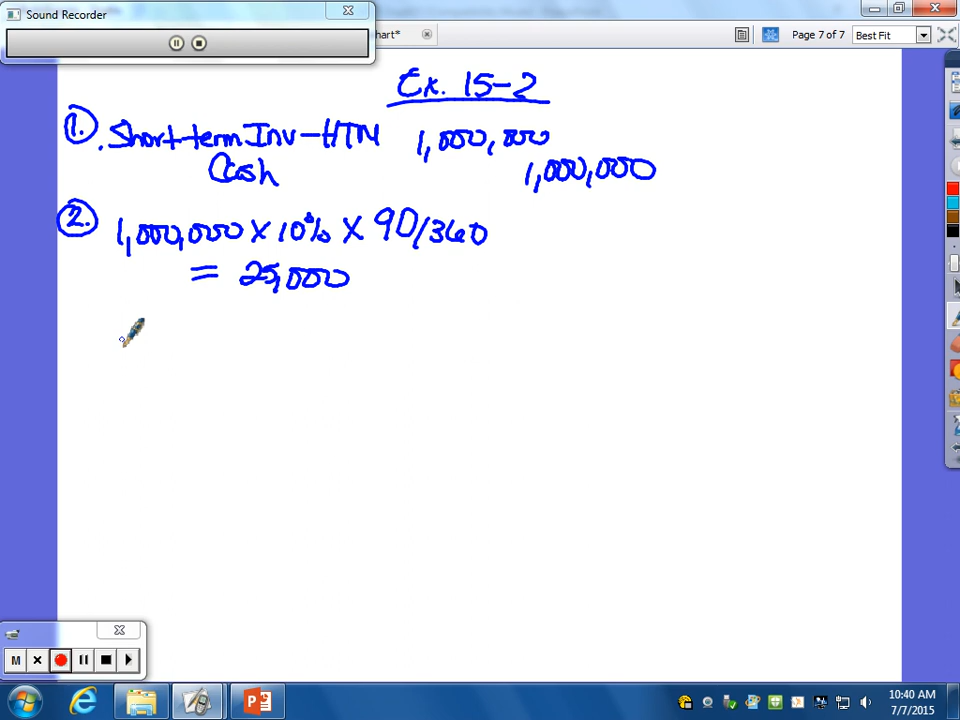 Sound Recorder
hart*
Page 7 of 7
Best Fit
Ex. 15-2
1. Short-term Inv-HTM 1,000,000
Cash 1,000,000
2. 1,000,000 x 10% x 90/360
= 25,000
M
10:40 AM
7/7/2015